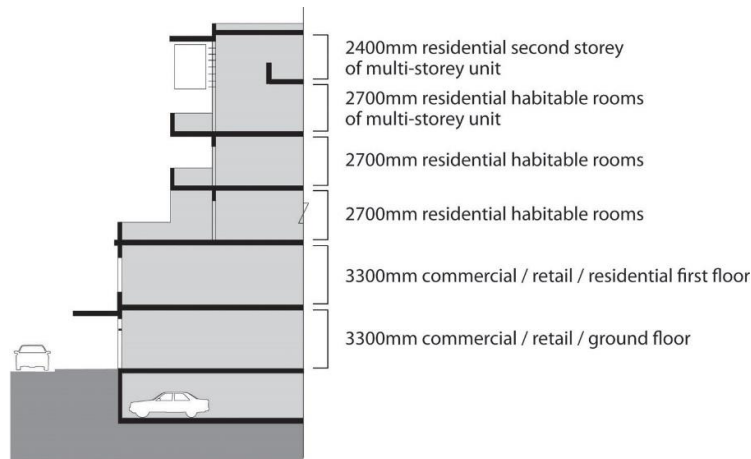 2400mm residential second storey
of multi-storey unit
2700mm residential habitable rooms
of multi-storey unit
2700mm residential habitable rooms
2700mm residential habitable rooms
3300mm commercial / retail / residential first floor
3300mm commercial / retail / ground floor